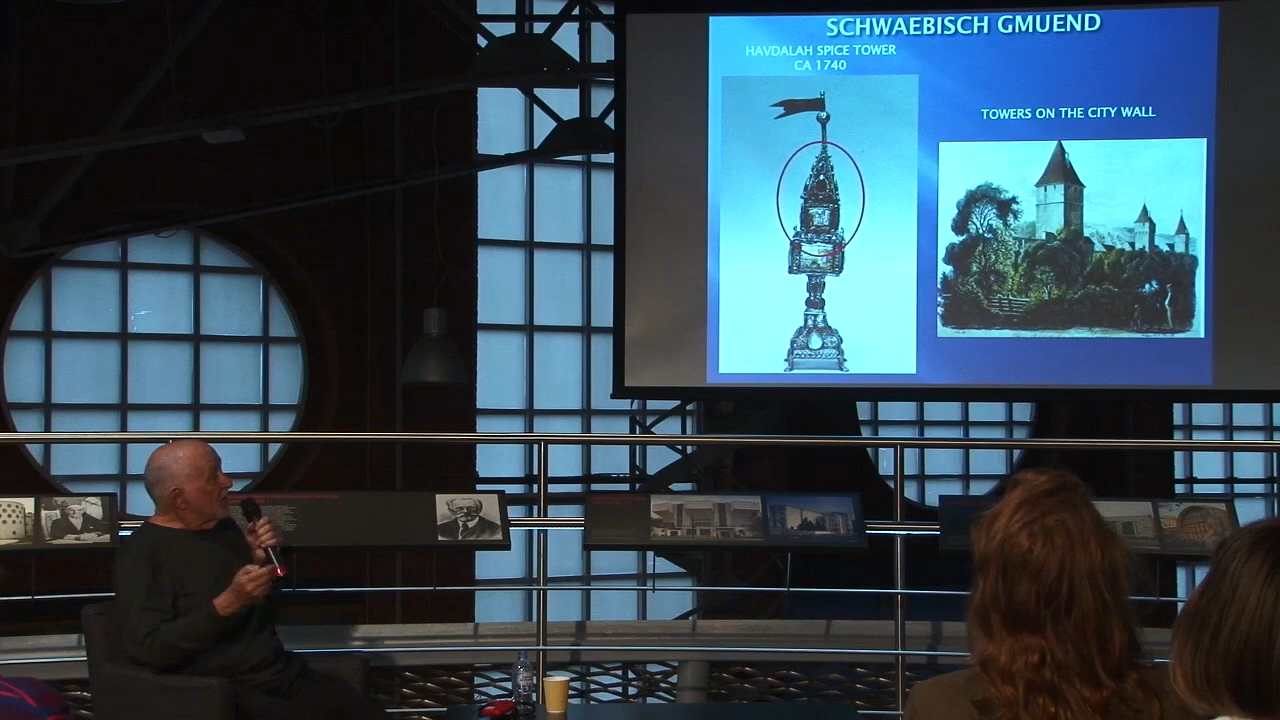 SCHWAEBISCH GMUEND
HAVDALAH SPICE TOWER
CA 1740
TOWERS ON THE CITY WALL